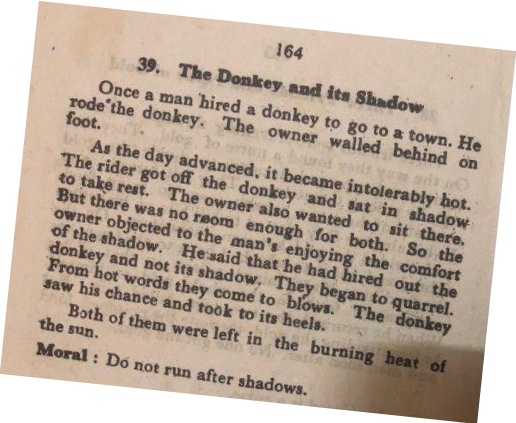 164
39. The Donkey and its Shadow
Once a man hired a donkey to go to a town. He
rode the donkey. The owner walled behind on
foot.
As the day advanced, it became intolerably hot.
The rider got off the donkey and sat in shadow
to take rest. The owner also wanted to sit there.
But there was no room enough for both. So the
owner objected to the man's enjoying the comfort
of the shadow. He said that he had hired out the
donkey and not its shadow. They began to quarrel.
From hot words they come to blows. The donkey
saw his chance and took to its heels.
Both of them were left in the burning heat of
the sun.
Moral : Do not run after shadows.